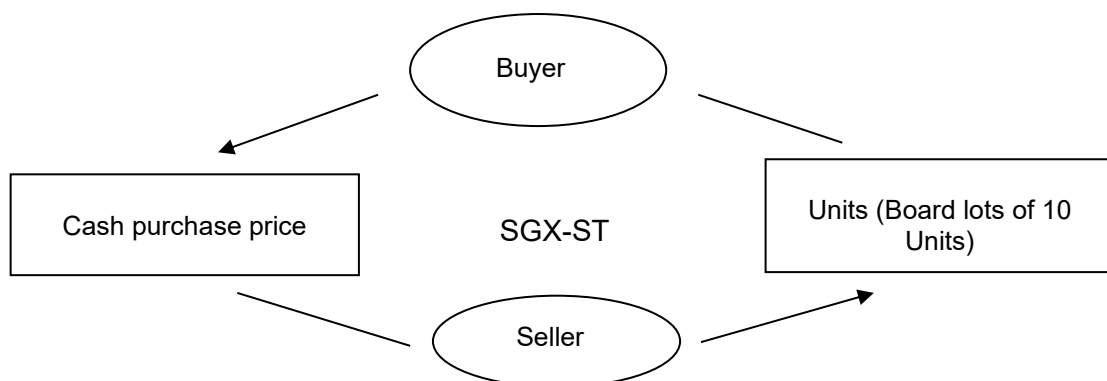 Buyer
Cash purchase price
SGX-ST
Units (Board lots of 10
Units)
Seller